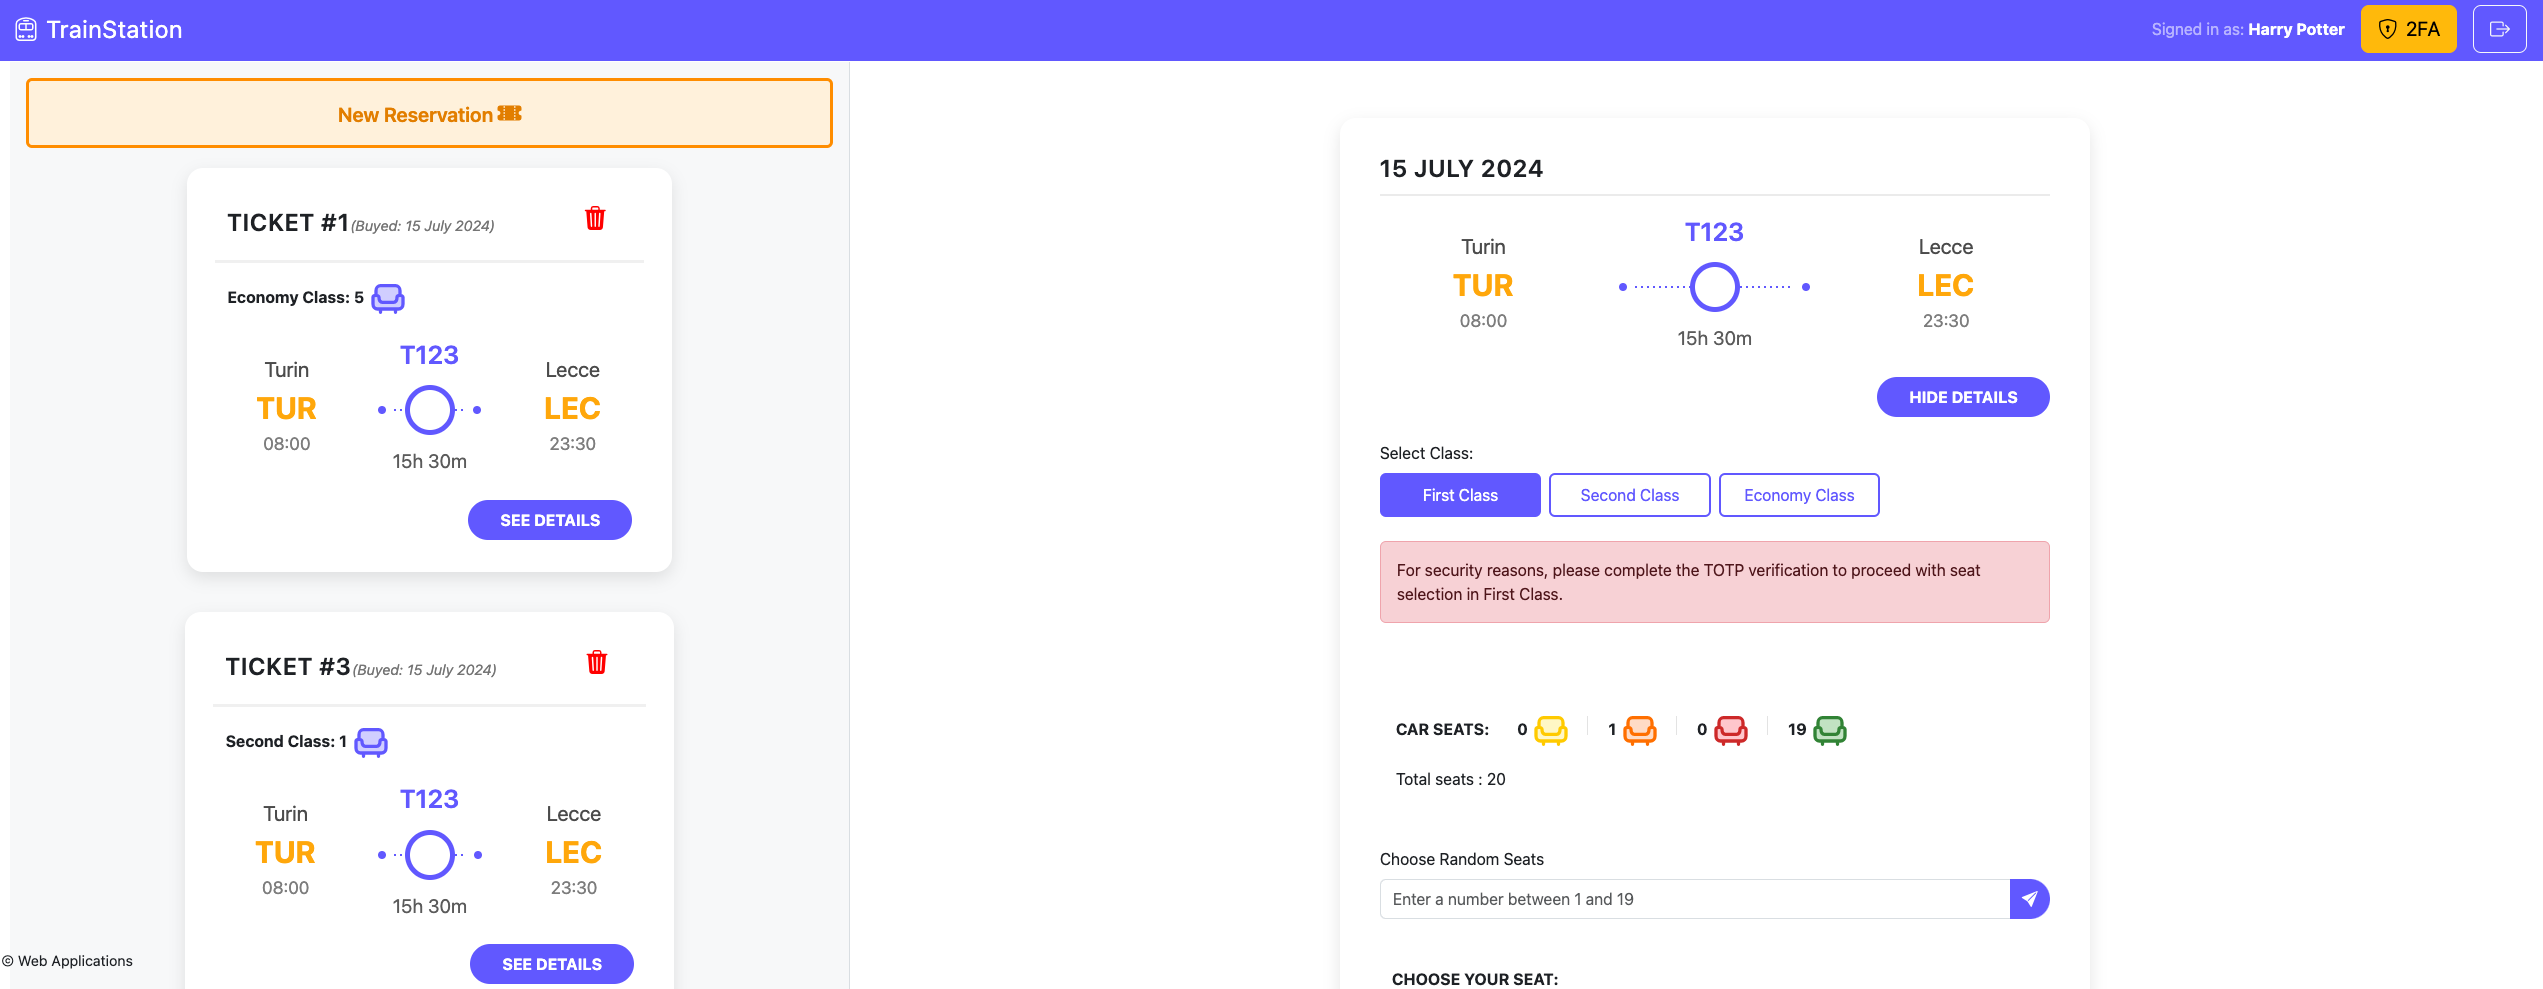 TrainStation
Signed in as: Harry Potter
2FA
New Reservation
TICKET #1 (Buyed: 15 July 2024)
Economy Class: 5
T123
Turin
Lecce
TUR
LEC
08:00
23:30
15h 30m
SEE DETAILS
TICKET #3 (Buyed: 15 July 2024)
Second Class: 1
T123
Turin
Lecce
TUR
LEC
08:00
23:30
15h 30m
SEE DETAILS
© Web Applications
15 JULY 2024
T123
Turin
Lecce
TUR
LEC
08:00
23:30
15h 30m
HIDE DETAILS
Select Class:
First Class
Second Class
Economy Class
For security reasons, please complete the TOTP verification to proceed with seat
selection in First Class.
CAR SEATS: 0 1 0 19
Total seats : 20
Choose Random Seats
Enter a number between 1 and 19
CHOOSE YOUR SEAT: